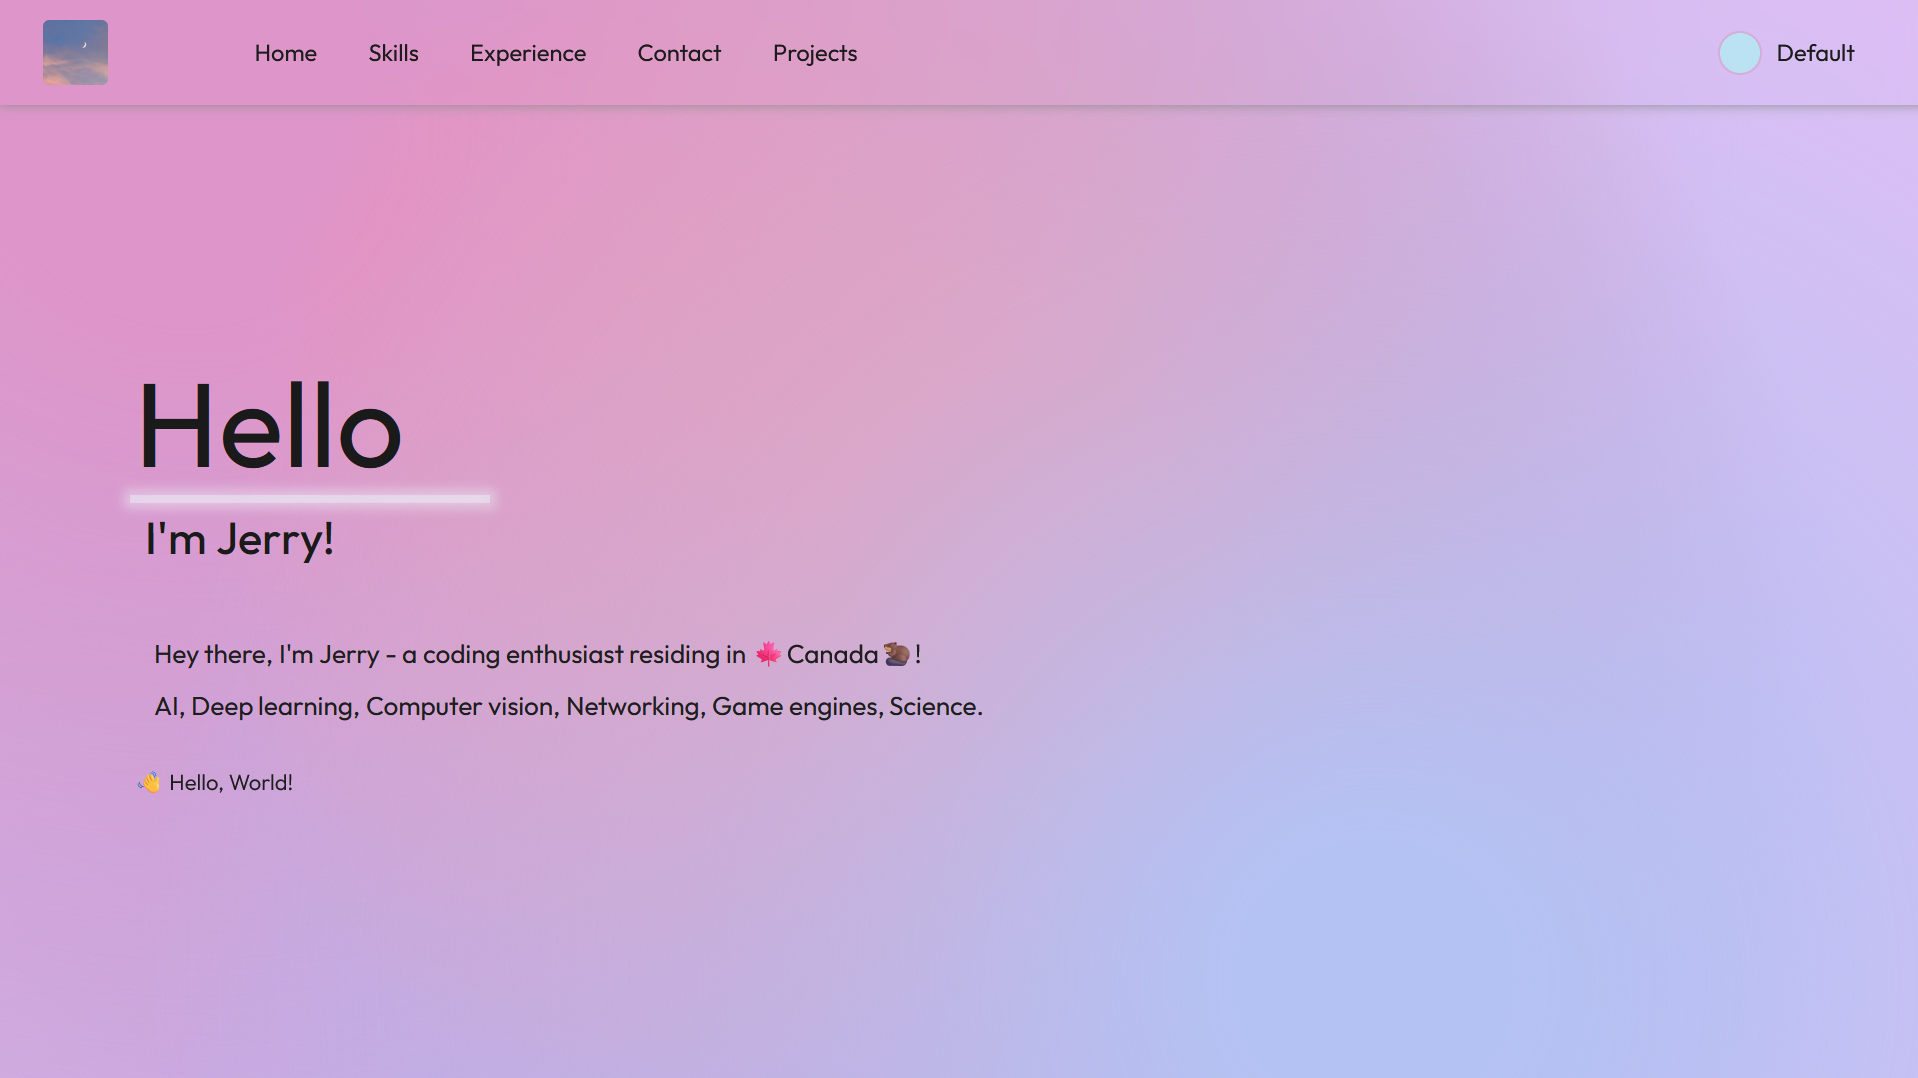 Home Skills Experience Contact Projects Default
Hello
I'm Jerry!
Hey there, I'm Jerry - a coding enthusiast residing in 🍁 Canada 🦫 !
AI, Deep learning, Computer vision, Networking, Game engines, Science.
👋 Hello, World!